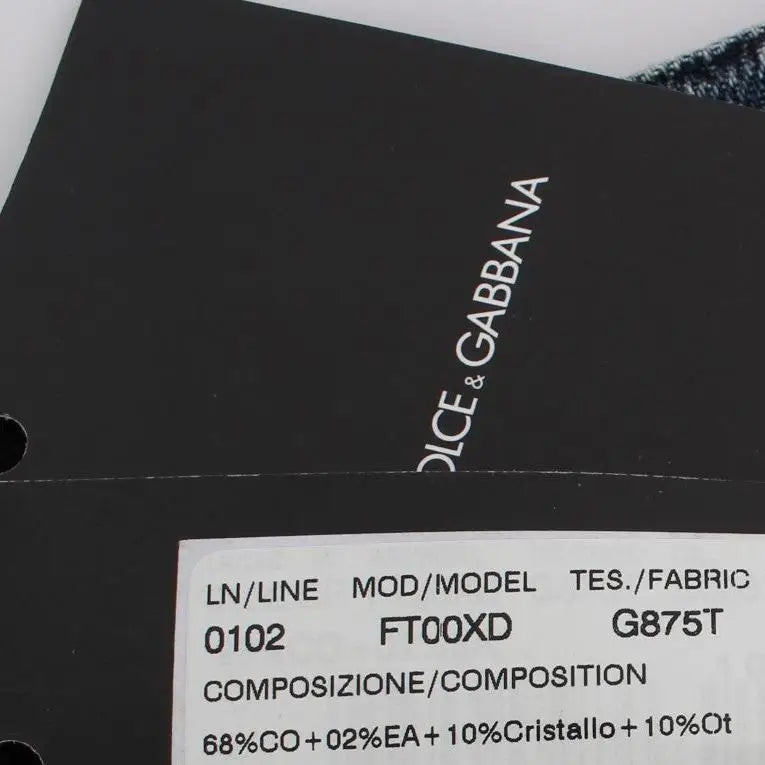 OLCE & GABBANA
LN/LINE MOD/MODEL TES./FABRIC
0102 FT00XD G875T
COMPOSIZIONE/COMPOSITION
68%CO+02%EA+10%Cristallo+10%Ot